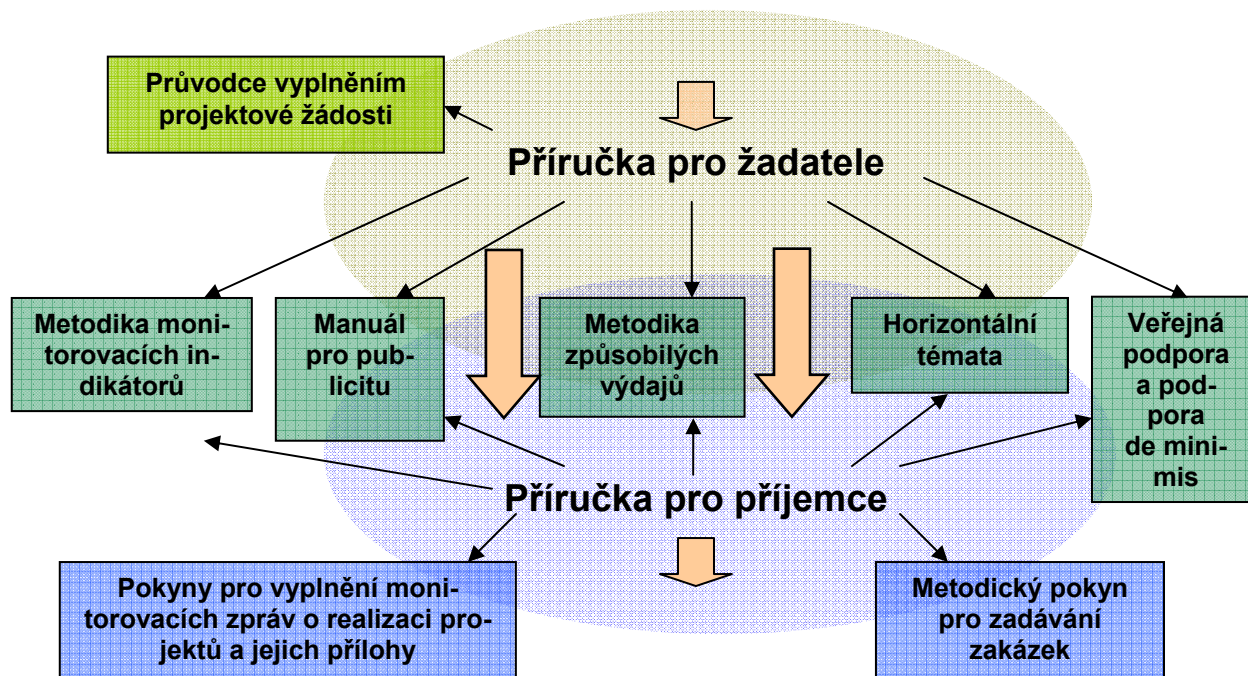 Průvodce vyplněním
projektové žádosti
Příručka pro žadatele
Metodika moni-
torovacích in-
dikátorů
Manuál
pro pub-
licitu
Metodika
způsobilých
výdajů
Horizontální
témata
Veřejná
podpora
a pod-
pora
de mini-
mis
Příručka pro příjemce
Pokyny pro vyplnění moni-
torovacích zpráv o realizaci pro-
jektů a jejich přílohy
Metodický pokyn
pro zadávání
zakázek